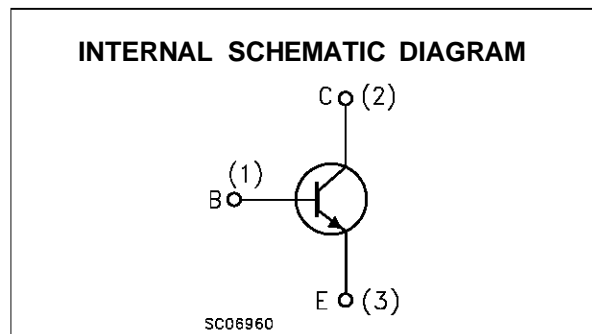 INTERNAL SCHEMATIC DIAGRAM
C (2)
(1)
B
E (3)
SC06960